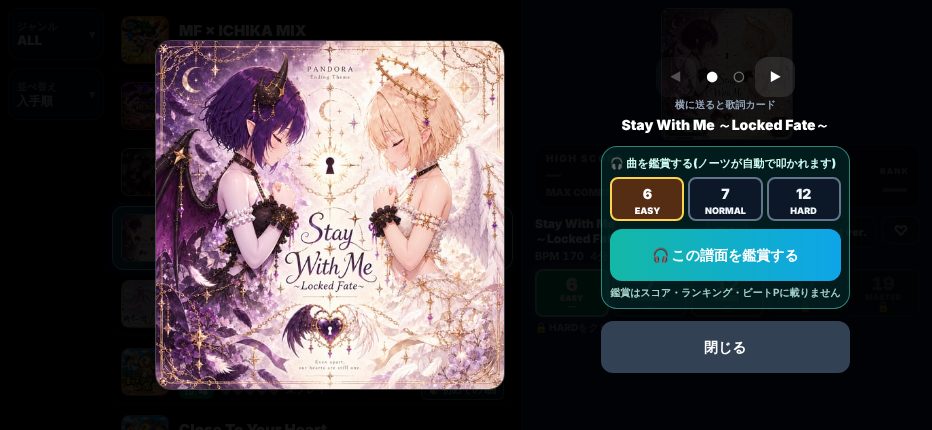 ジャンル
ALL
▼
並べ替え
入手順
▼
MF × ICHIKA MIX
PANDORA
Ending Theme
Stay
With Me
~Locked Fate~
Even apart,
our hearts are still one.
Close To Your Heart
◀
▶
横に送ると歌詞カード
Stay With Me ～Locked Fate～
🎧 曲を鑑賞する(ノーツが自動で叩かれます)
6
EASY
7
NORMAL
12
HARD
🎧 この譜面を鑑賞する
鑑賞はスコア・ランキング・ビートPに載りません
閉じる
HIGH SC
MAX COM
RANK
Stay With Me
～Locked F
ver.
BPM 170
6
EASY
19
MASTER
🔒 HARDをク